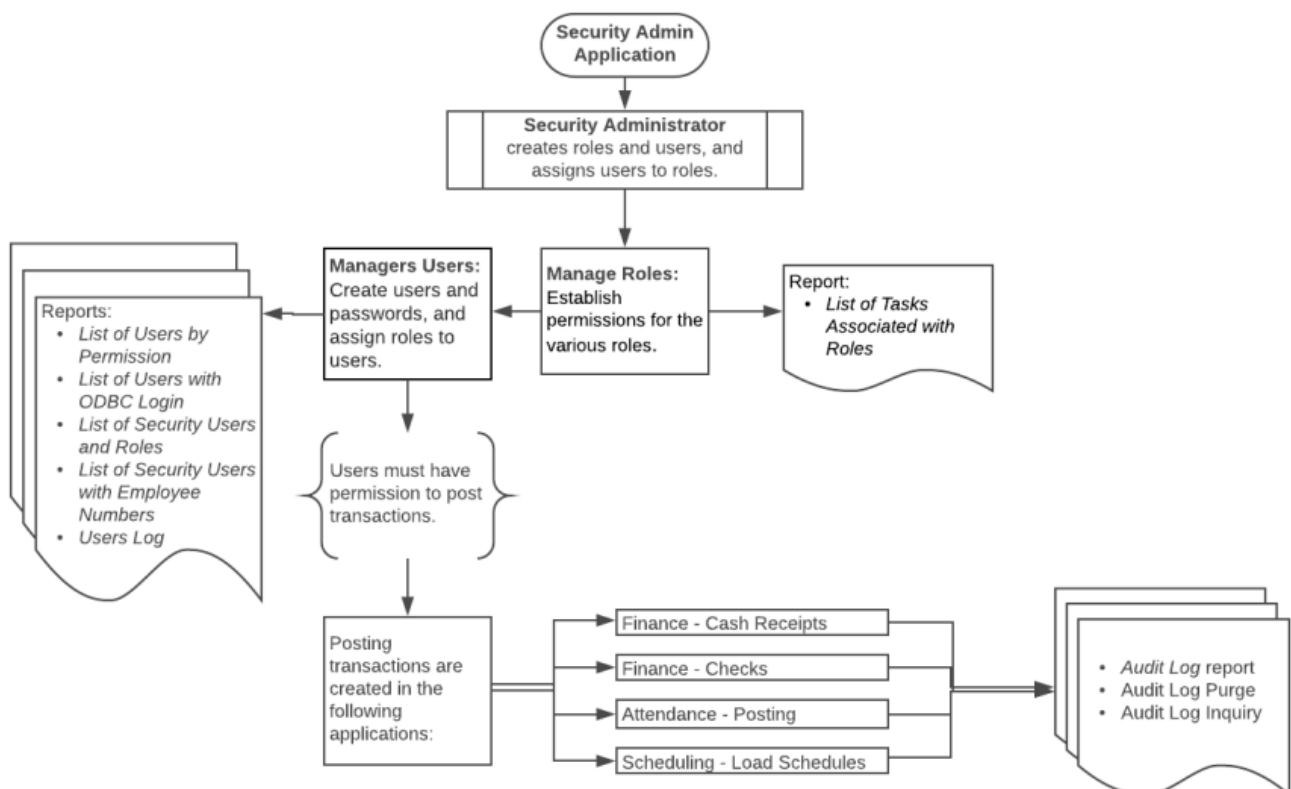 Security Admin
Application
Security Administrator
creates roles and users, and
assigns users to roles.
Managers Users:
Create users and
passwords, and
assign roles to
users.
Manage Roles:
Establish
permissions for the
various roles.
Report:
• List of Tasks
Associated with
Roles
Reports:
• List of Users by
Permission
• List of Users with
ODBC Login
• List of Security Users
and Roles
• List of Security Users
with Employee
Numbers
• Users Log
Users must have
permission to post
transactions.
Posting
transactions are
created in the
following
applications:
Finance - Cash Receipts
Finance - Checks
Attendance - Posting
Scheduling - Load Schedules
• Audit Log report
• Audit Log Purge
• Audit Log Inquiry